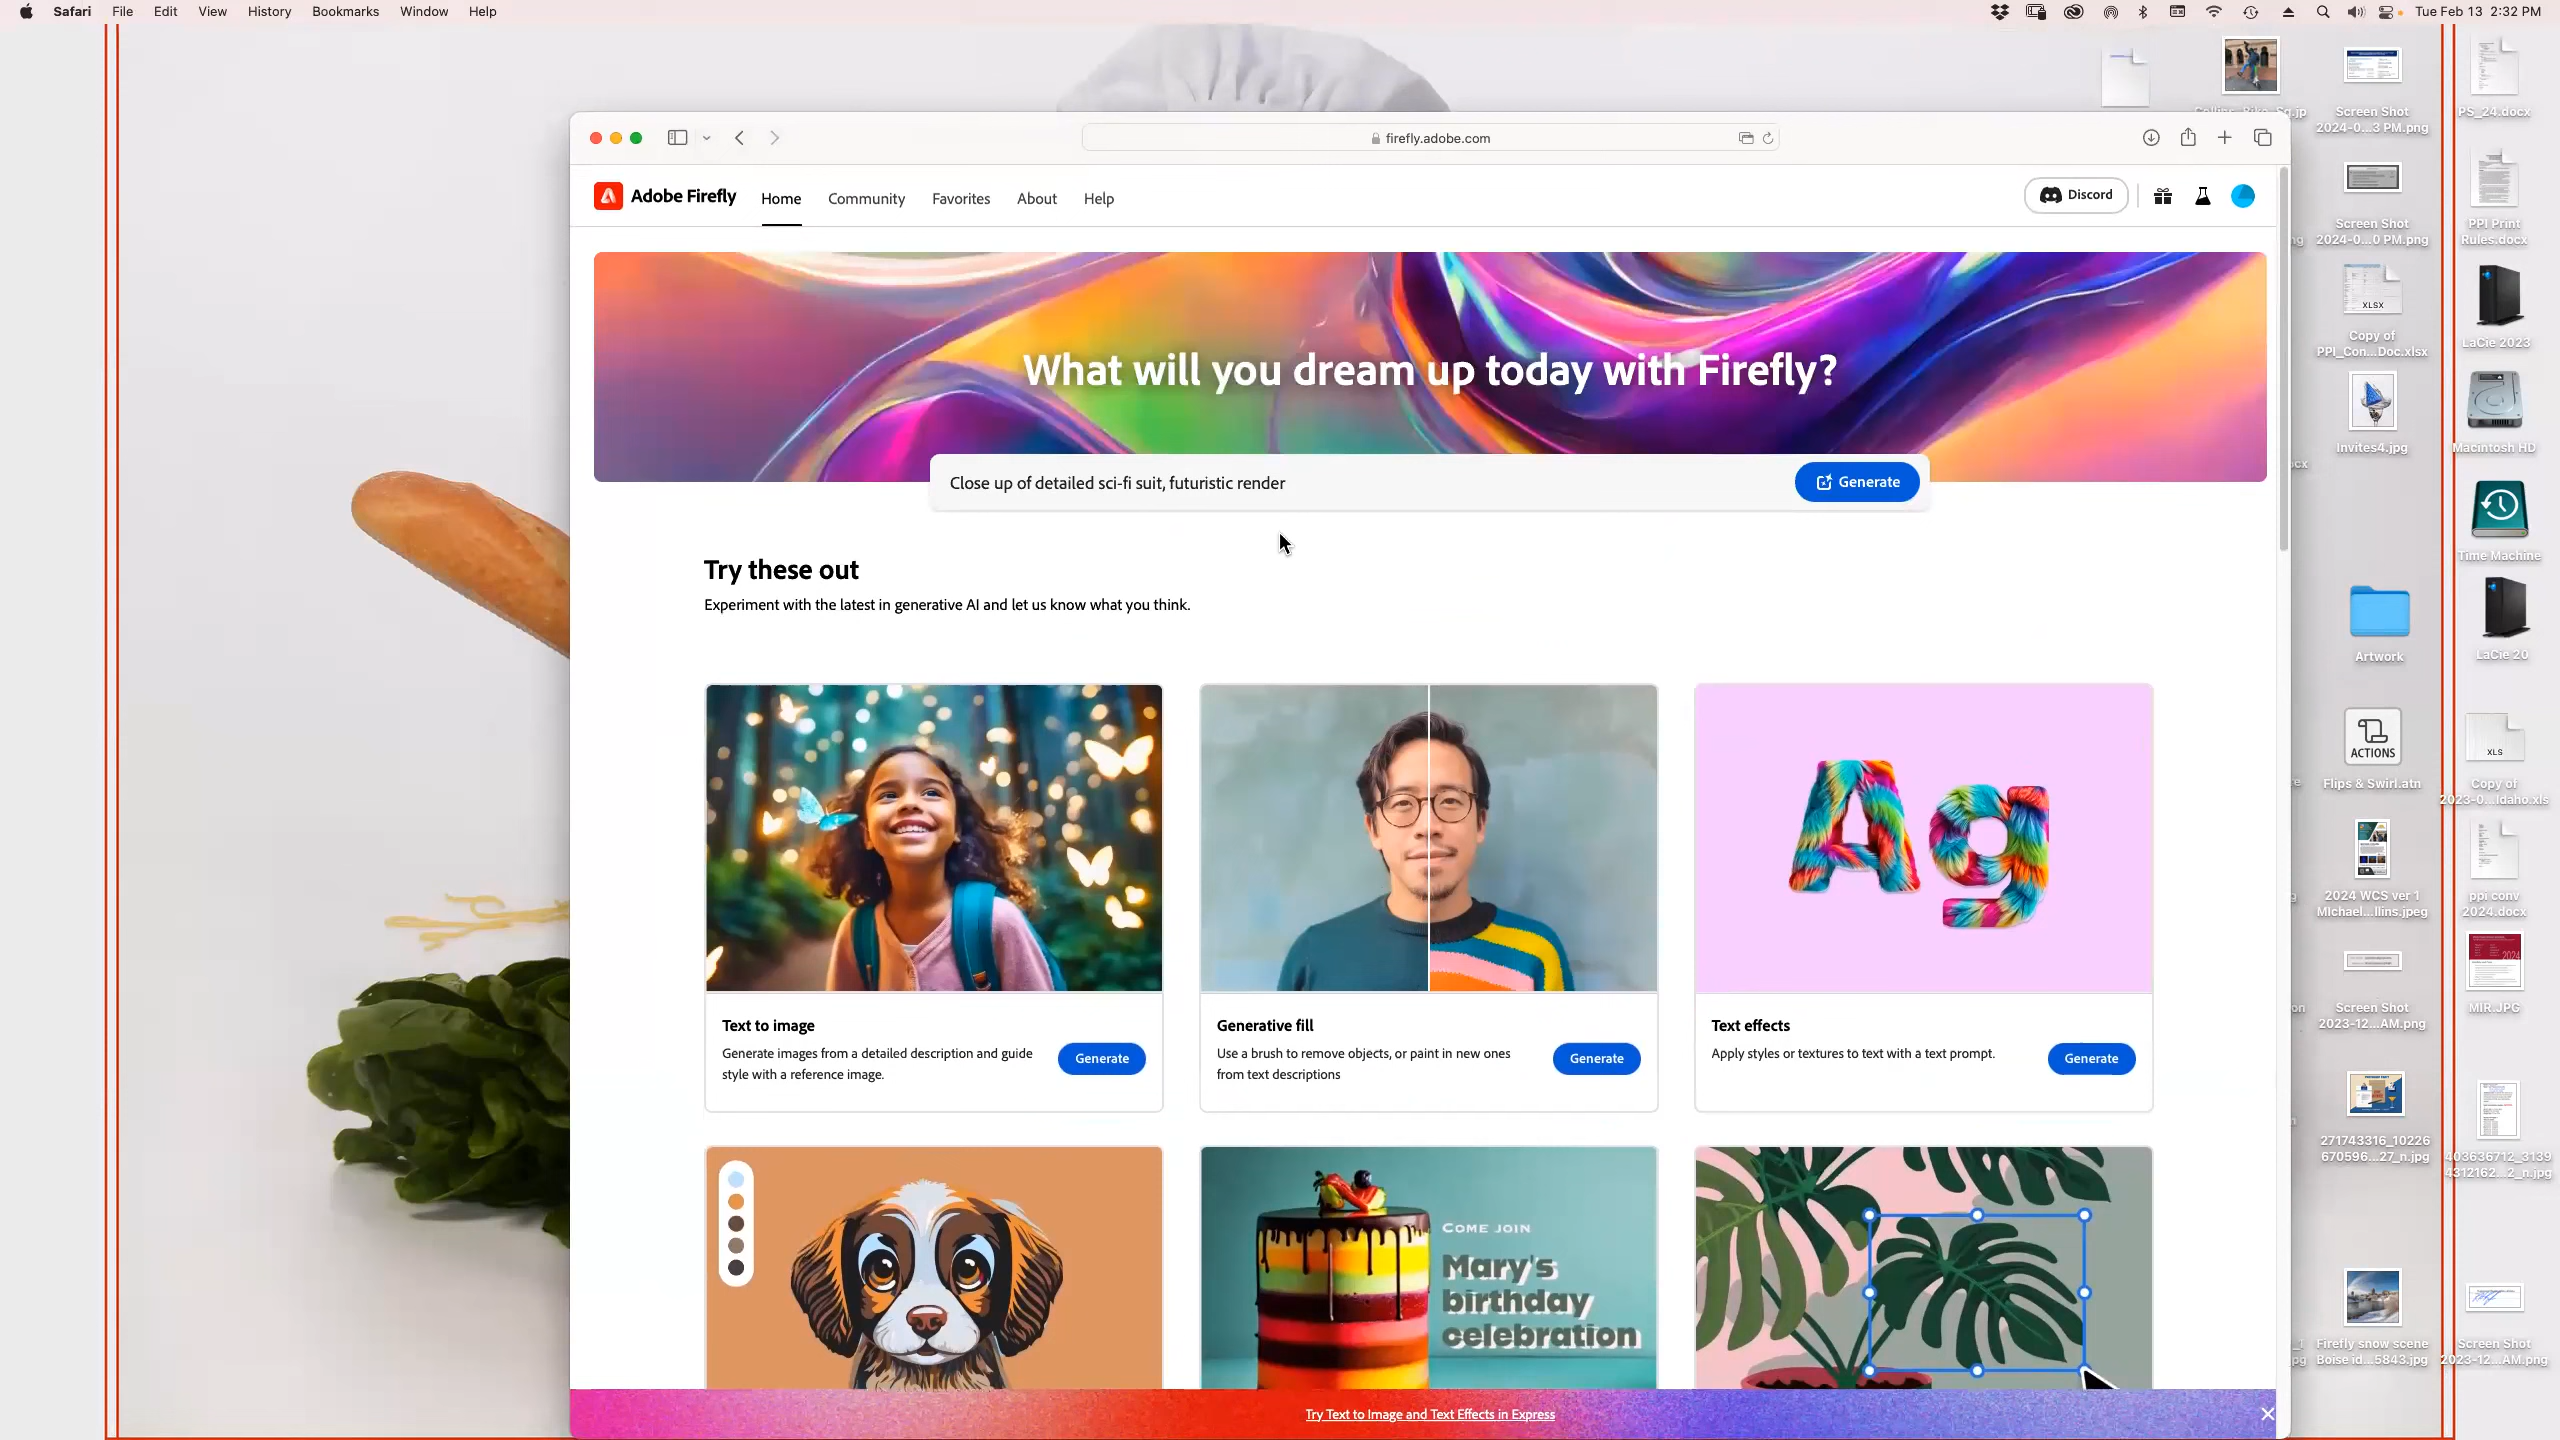 Safari File Edit View History Bookmarks Window Help
Tue Feb 13 2:32 PM
firefly.adobe.com
Adobe Firefly Home Community Favorites About Help
Discord
What will you dream up today with Firefly?
Close up of detailed sci-fi suit, futuristic render
Generate
Try these out
Experiment with the latest in generative AI and let us know what you think.
Ag
Text to image
Generate images from a detailed description and guide
style with a reference image.
Generate
Generative fill
Use a brush to remove objects, or paint in new ones
from text descriptions
Generate
Text effects
Apply styles or textures to text with a text prompt.
Generate
COME JOIN
Mary's
birthday
celebration
Try Text to Image and Text Effects in Express
Screen Shot
2024-0...3 PM.png
PS_24.docx
Screen Shot
2024-0...0 PM.png
PPI Print
Rules.docx
XLSX
Copy of
PPI_Con...Doc.xlsx
LaCie 2023
Invites4.jpg
Macintosh HD
Time Machine
Artwork
LaCie 20
ACTIONS
Flips & Swirl.atn
XLS
Copy of
2023-0...Idaho.xls
2024 WCS ver 1
Michael...llins.jpeg
ppi conv
2024.docx
Screen Shot
2023-12...AM.png
MIR.JPG
271743316_10226
670596...27_n.jpg
403636712_3139
4312162...2_n.jpg
Firefly snow scene
Boise id...5843.jpg
Screen Shot
2023-12...AM.png